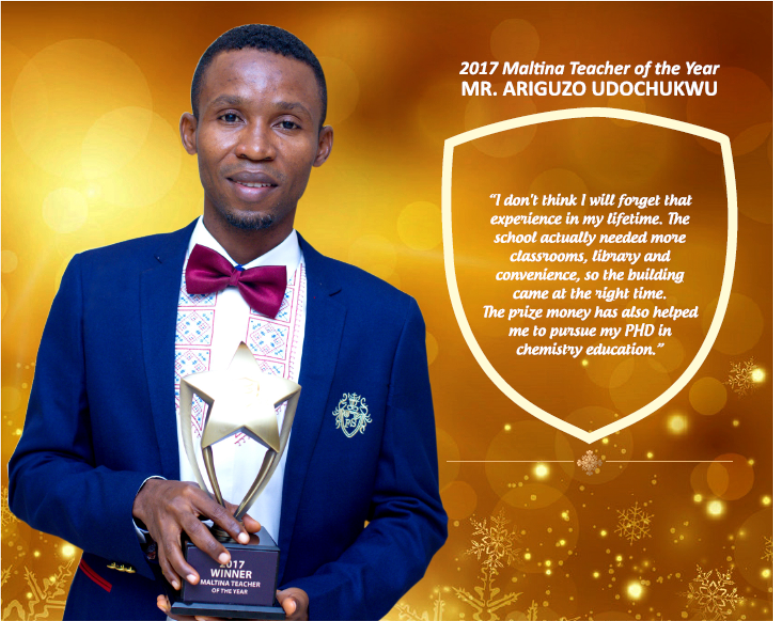 2017 Maltina Teacher of the Year
MR. ARIGUZO UDOCHUKWU
“I don't think I will forget that
experience in my lifetime. The
school actually needed more
classrooms, library and
convenience, so the building
came at the right time.
The prize money has also helped
me to pursue my PHD in
chemistry education.”
2017
WINNER
MALTINA TEACHER
OF THE YEAR